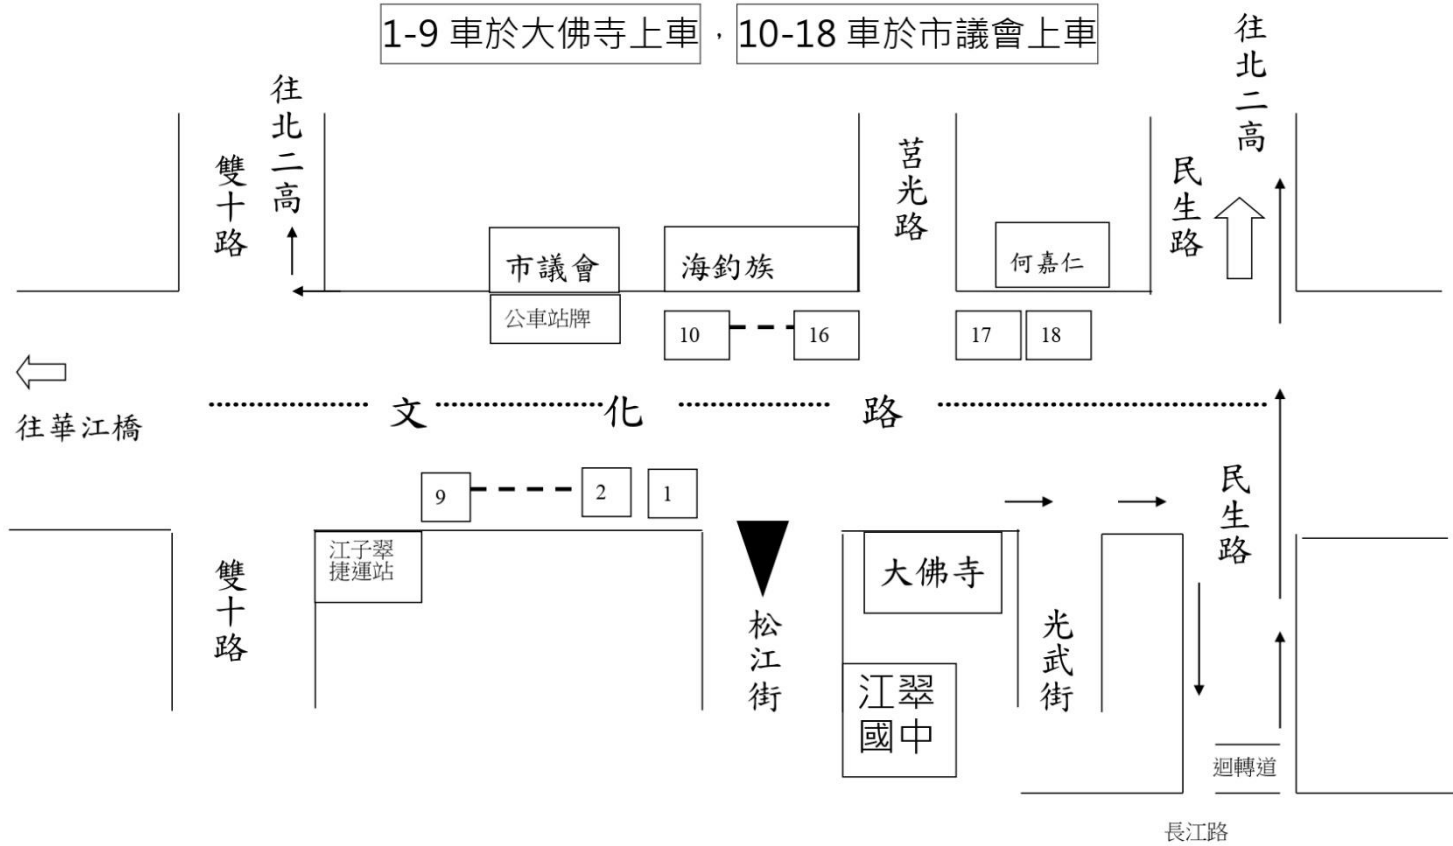 1-9 車於大佛寺上車，10-18 車於市議會上車
往北二高
往北二高
雙十路
莒光路
民生路
市議會
海釣族
何嘉仁
公車站牌
10
16
17
18
往華江橋
文化路
9
2
1
民生路
江子翠
捷運站
大佛寺
雙十路
松江街
光武街
江翠
國中
迴轉道
長江路